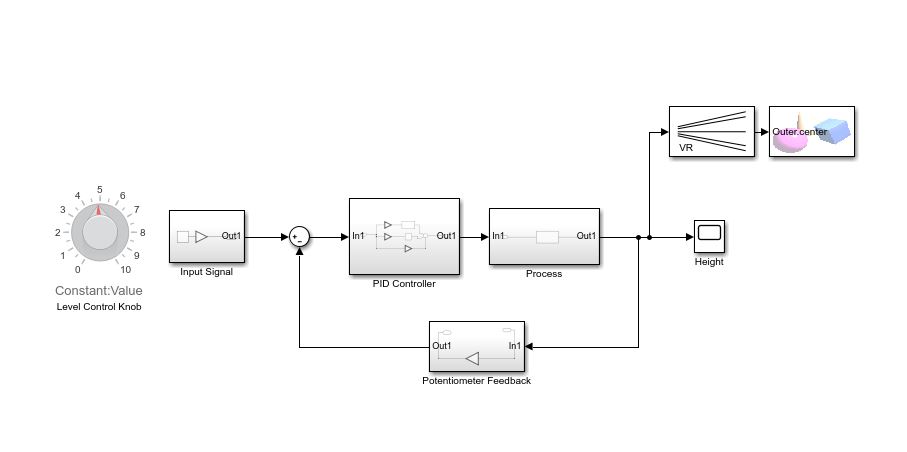 Outer.center
VR
4 5 6
3 7
2 8
1 9
0 10
Constant:Value
Level Control Knob
Out1
Input Signal
+
-
In1 Out1
PID Controller
In1 Out1
Process
Height
Out1 In1
Potentiometer Feedback